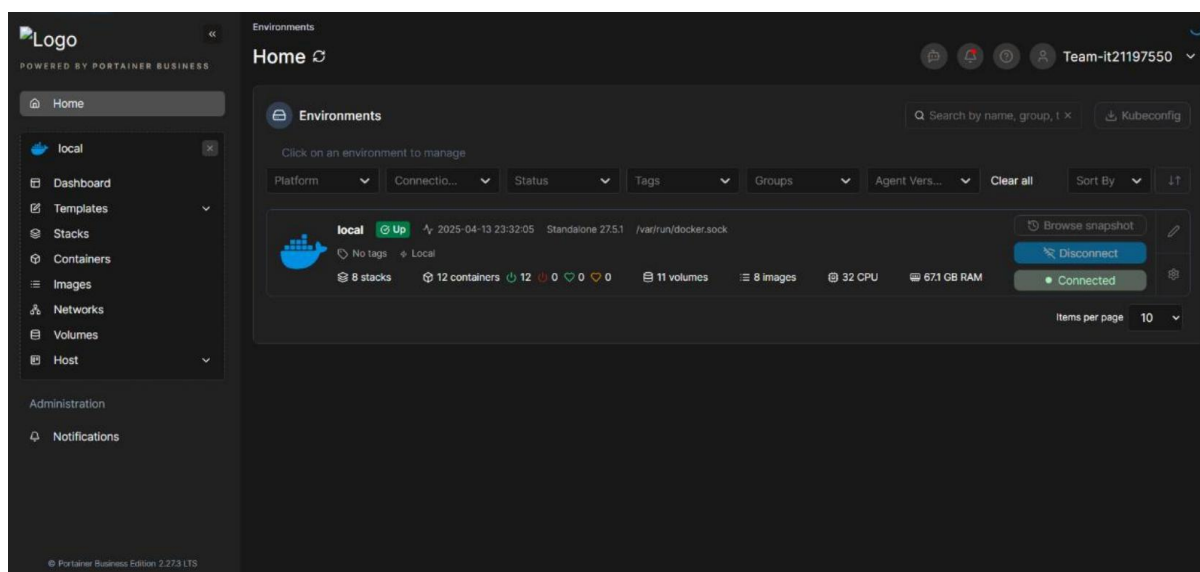 Logo
«
POWERED BY PORTAINER BUSINESS
Home
local
Dashboard
Templates
Stacks
Containers
Images
Networks
Volumes
Host
Administration
Notifications
© Portainer Business Edition 2.27.3 LTS
Environments
Home
Team-it21197550
Environments
Search by name, group, t ×
Kubeconfig
Click on an environment to manage
Platform Connectio... Status Tags Groups Agent Vers... Clear all Sort By
local Up 2025-04-13 23:32:05 Standalone 27.5.1 /var/run/docker.sock
No tags Local
8 stacks 12 containers 12 0 0 0 11 volumes 8 images 32 CPU 67.1 GB RAM
Browse snapshot
Disconnect
Connected
Items per page 10